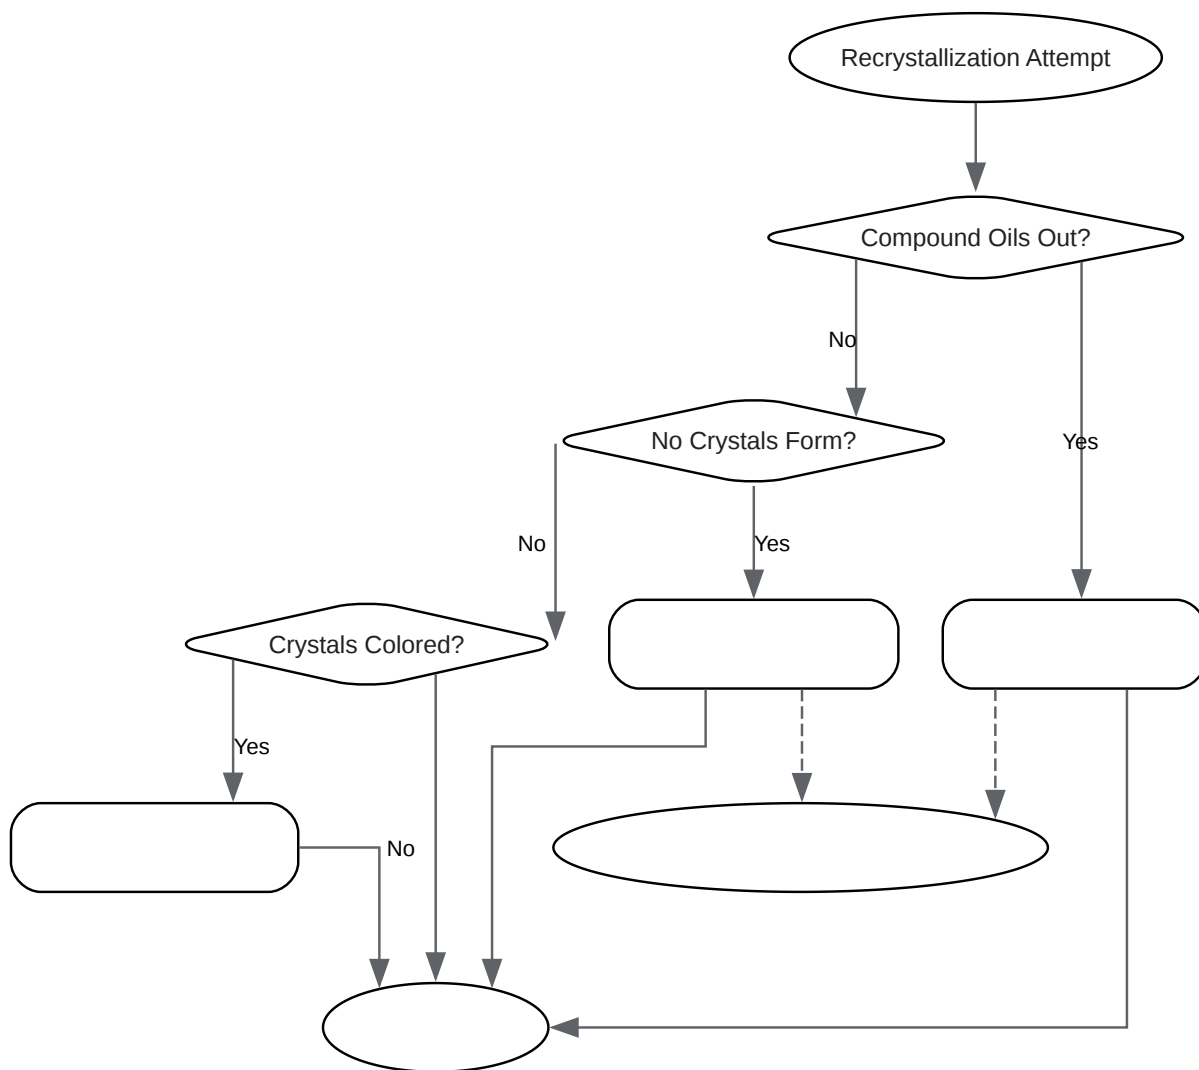 Recrystallization Attempt
Compound Oils Out?
No
No Crystals Form?
Yes
No
Yes
Crystals Colored?
Yes
No